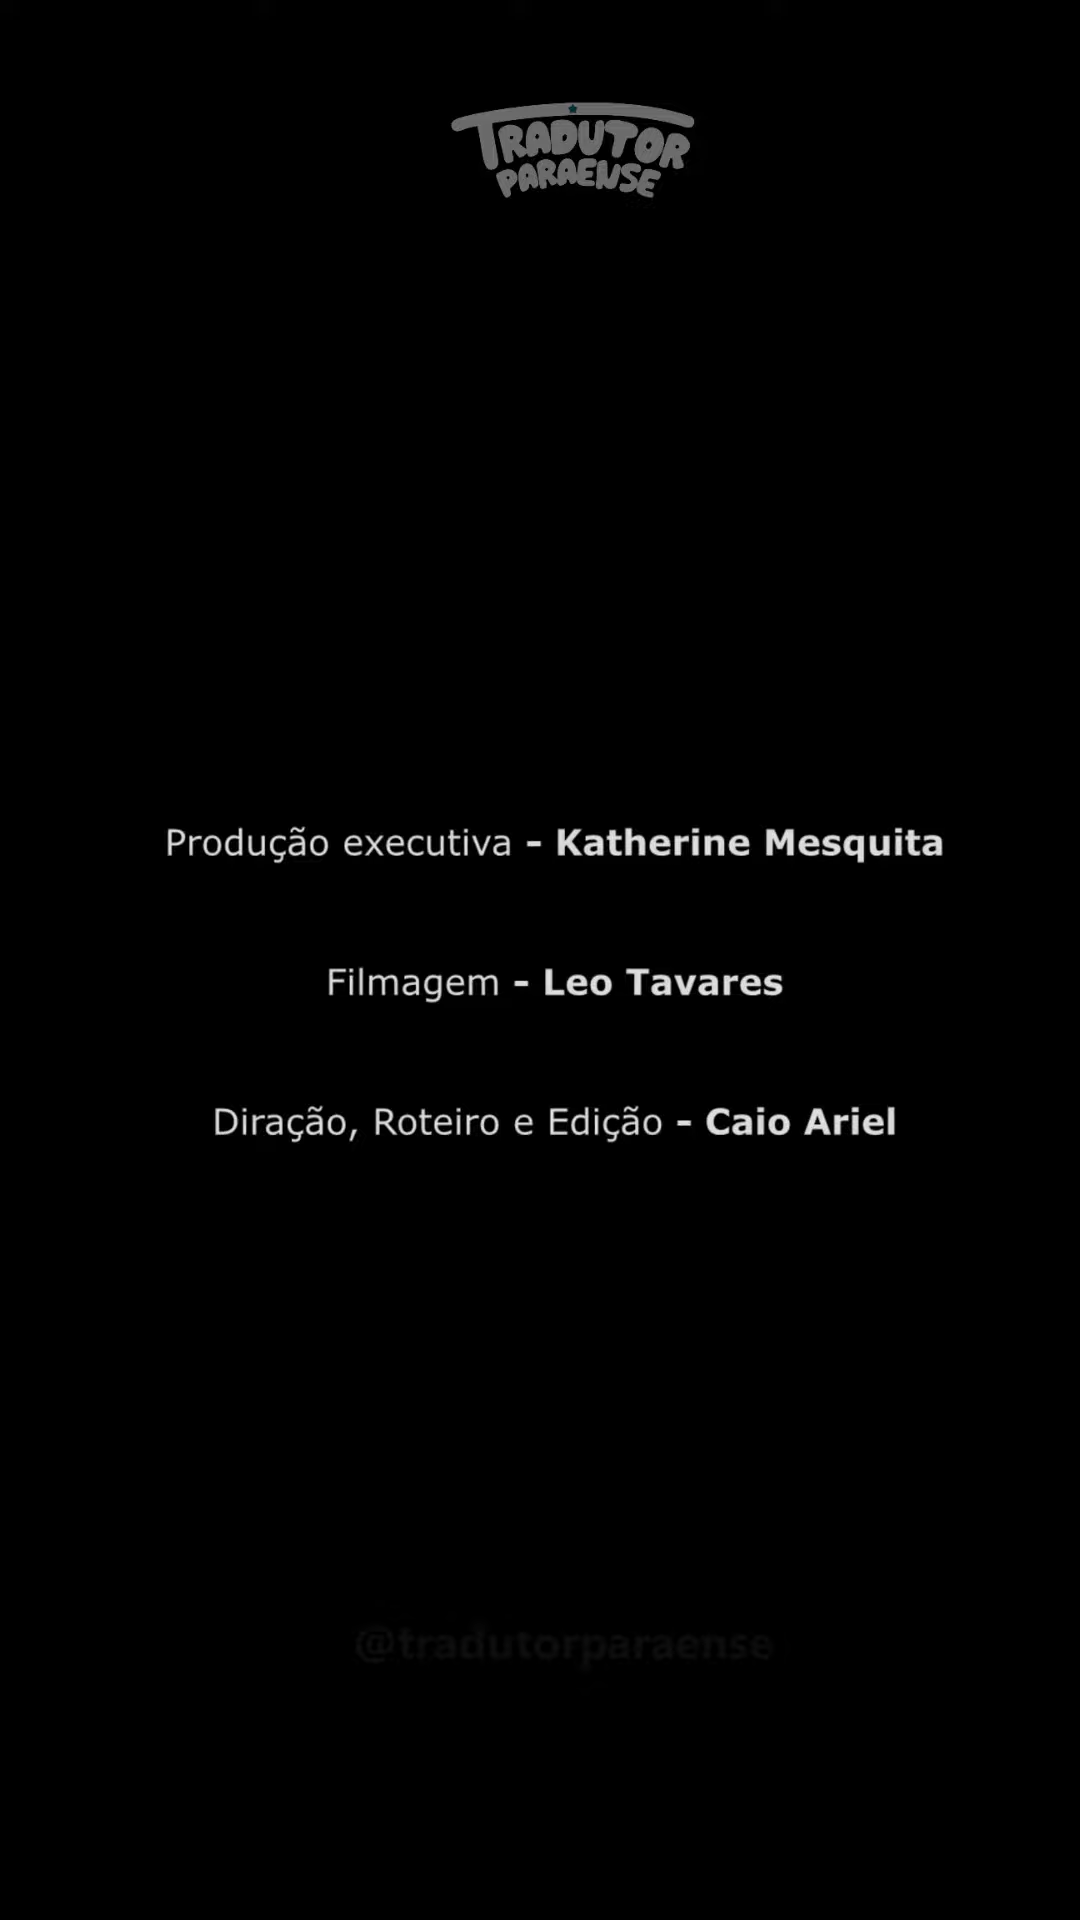 TRADUTOR
PARAENSE
Produção executiva - Katherine Mesquita
Filmagem - Leo Tavares
Diração, Roteiro e Edição - Caio Ariel
@tradutorparaense